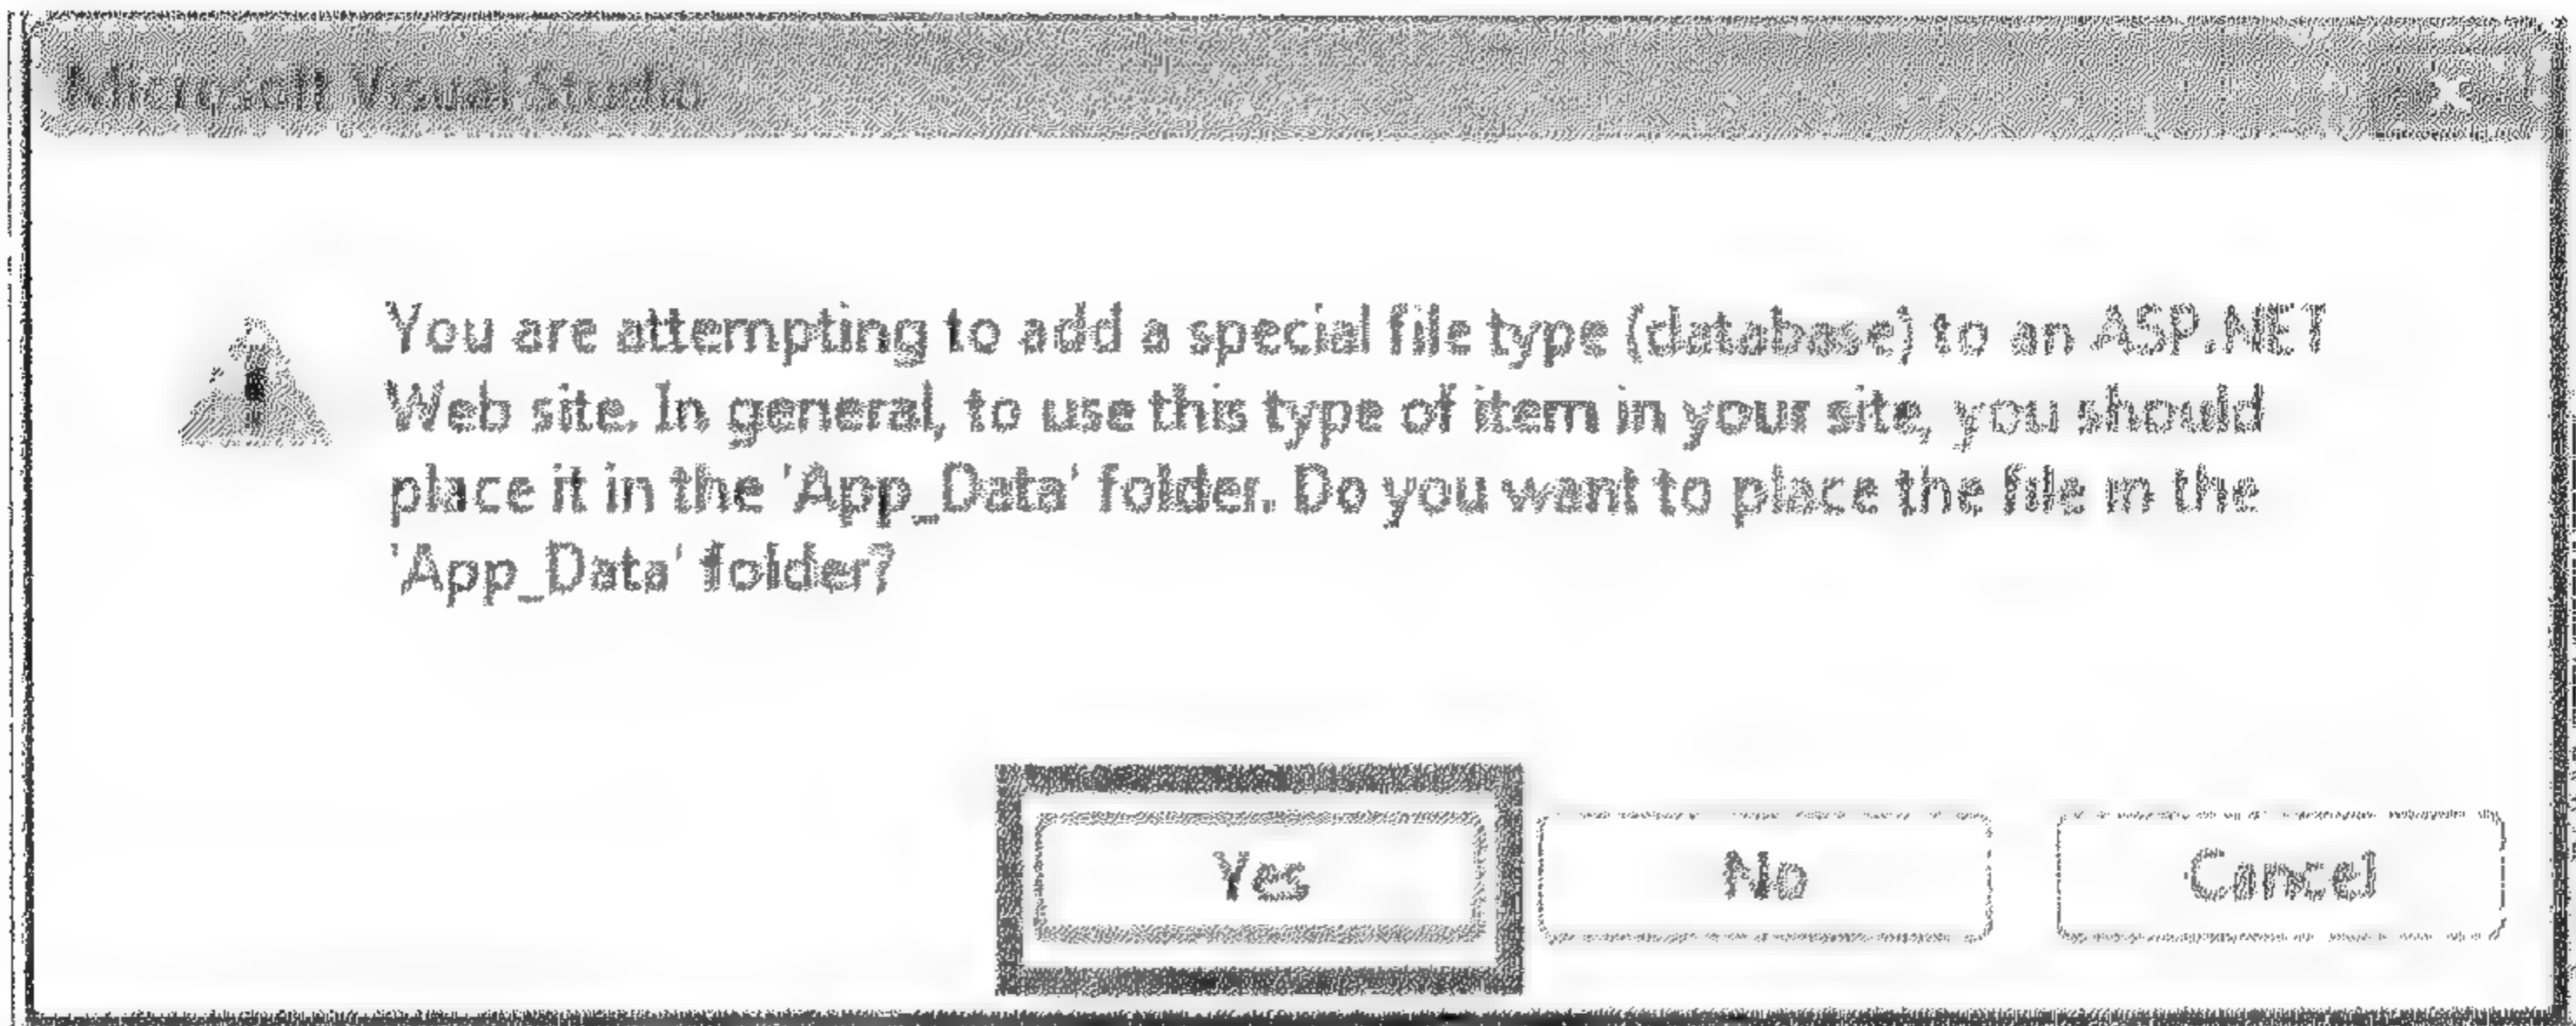 Microsoft Visual Studio
You are attempting to add a special file type (database) to an ASP.NET
Web site. In general, to use this type of item in your site, you should
place it in the 'App_Data' folder. Do you want to place the file in the
'App_Data' folder?
Yes No Cancel